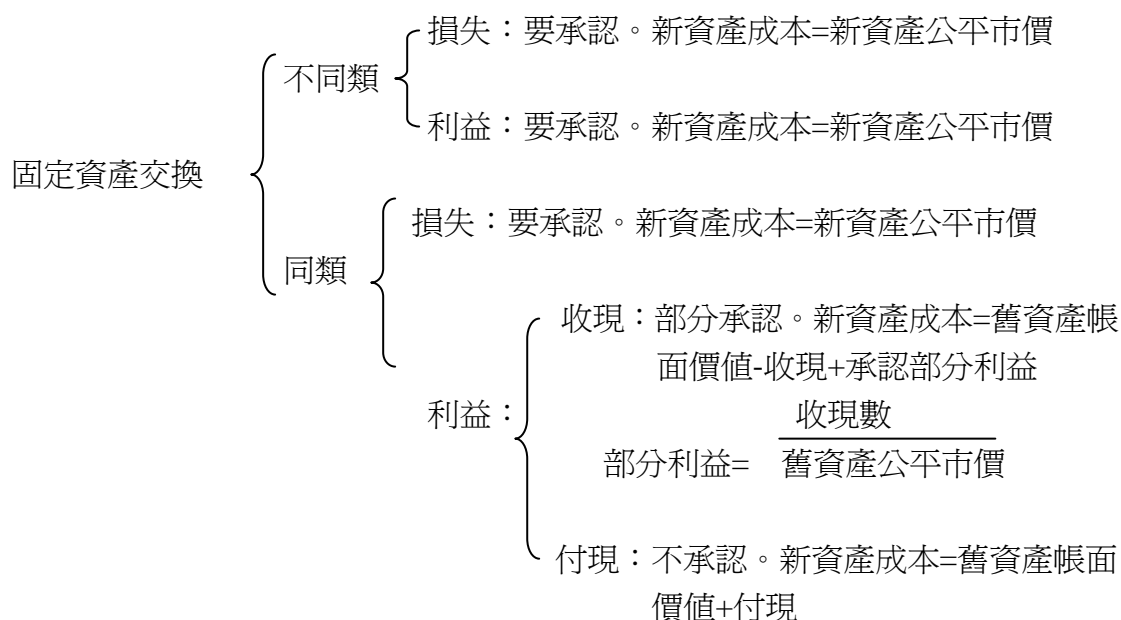 損失：要承認。新資產成本=新資產公平市價
不同類
利益：要承認。新資產成本=新資產公平市價
固定資產交換
損失：要承認。新資產成本=新資產公平市價
同類
收現：部分承認。新資產成本=舊資產帳
面價值-收現+承認部分利益
利益：
收現數
部分利益= 舊資產公平市價
付現：不承認。新資產成本=舊資產帳面
價值+付現